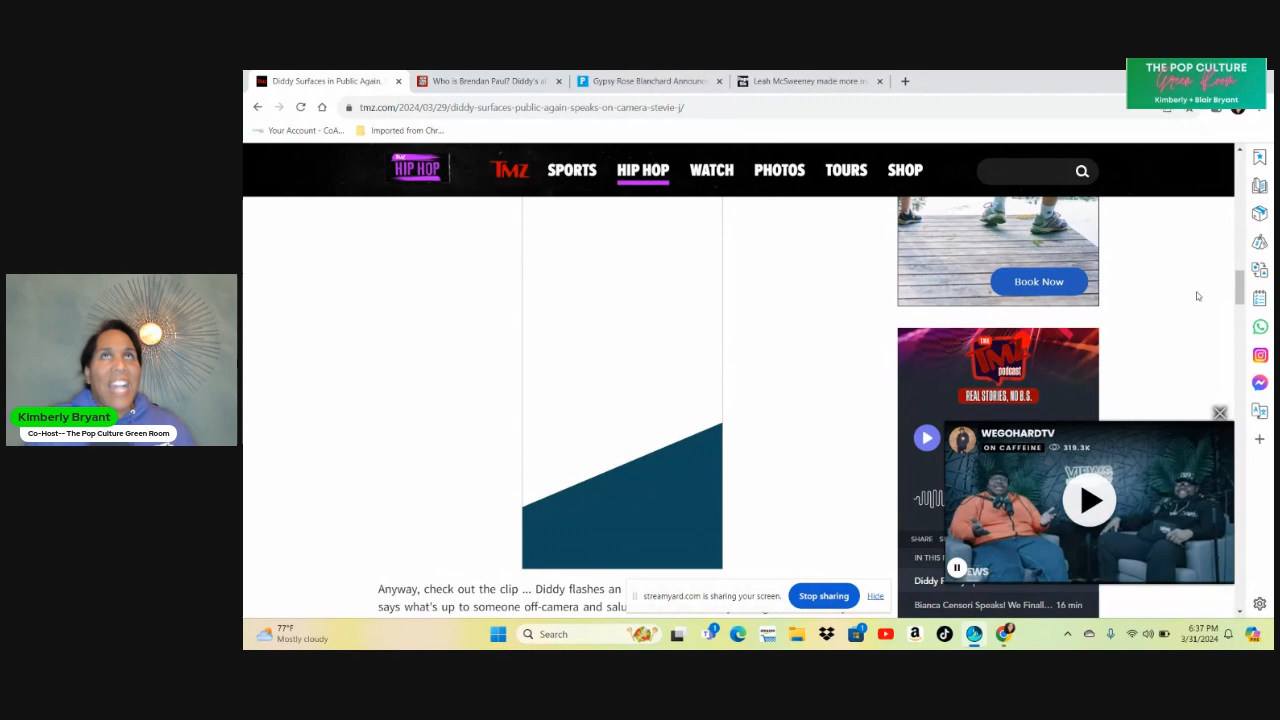 THE POP CULTURE
Green Room
Kimberly + Blair Bryant
Diddy Surfaces in Public Again,
Who is Brendan Paul? Diddy's al
Gypsy Rose Blanchard Announc
Leah McSweeney made more m
tmz.com/2024/03/29/diddy-surfaces-public-again-speaks-on-camera-stevie-j/
Your Account - CoA...
Imported from Chr...
TMZ
HIP HOP
TMZ
SPORTS
HIP HOP
WATCH
PHOTOS
TOURS
SHOP
Book Now
THE
TMZ
podcast
REAL STORIES, NO B.S.
WEGOHARDTV
ON CAFFEINE 319.3K
VIEWS
SHARE
IN THIS
Diddy F
Bianca Censori Speaks! We Finall... 16 min
Kimberly Bryant
Co-Host-- The Pop Culture Green Room
Anyway, check out the clip ... Diddy flashes an
says what's up to someone off-camera and salu
streamyard.com is sharing your screen.
Stop sharing
Hide
77°F
Mostly cloudy
Search
6:37 PM
3/31/2024